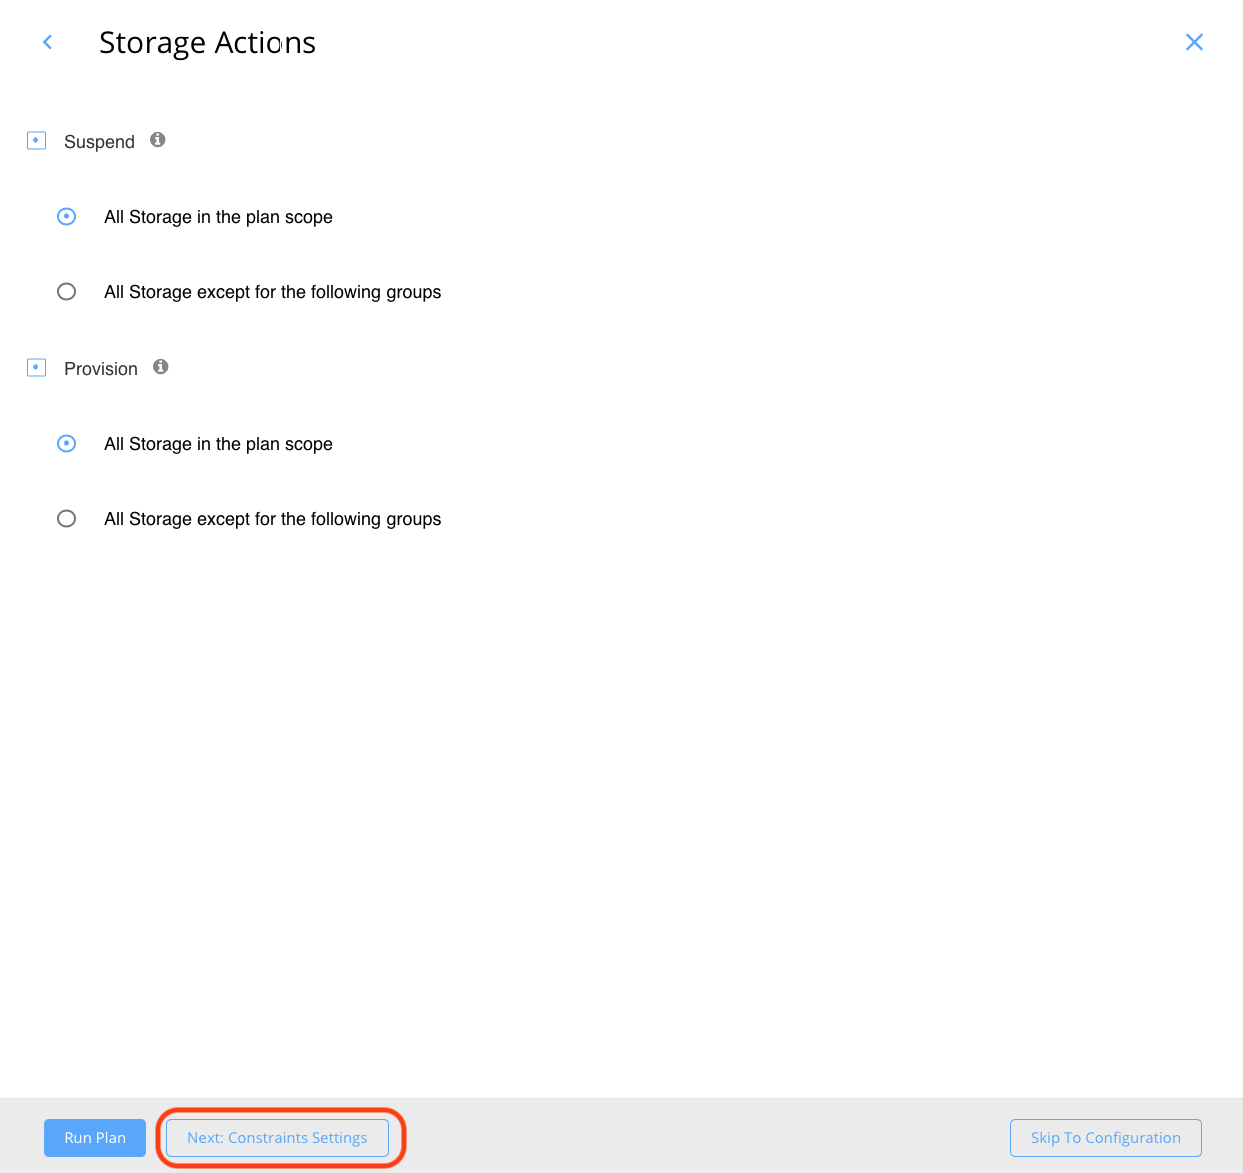 Storage Actions
Suspend
All Storage in the plan scope
All Storage except for the following groups
Provision
All Storage in the plan scope
All Storage except for the following groups
Run Plan
Next: Constraints Settings
Skip To Configuration